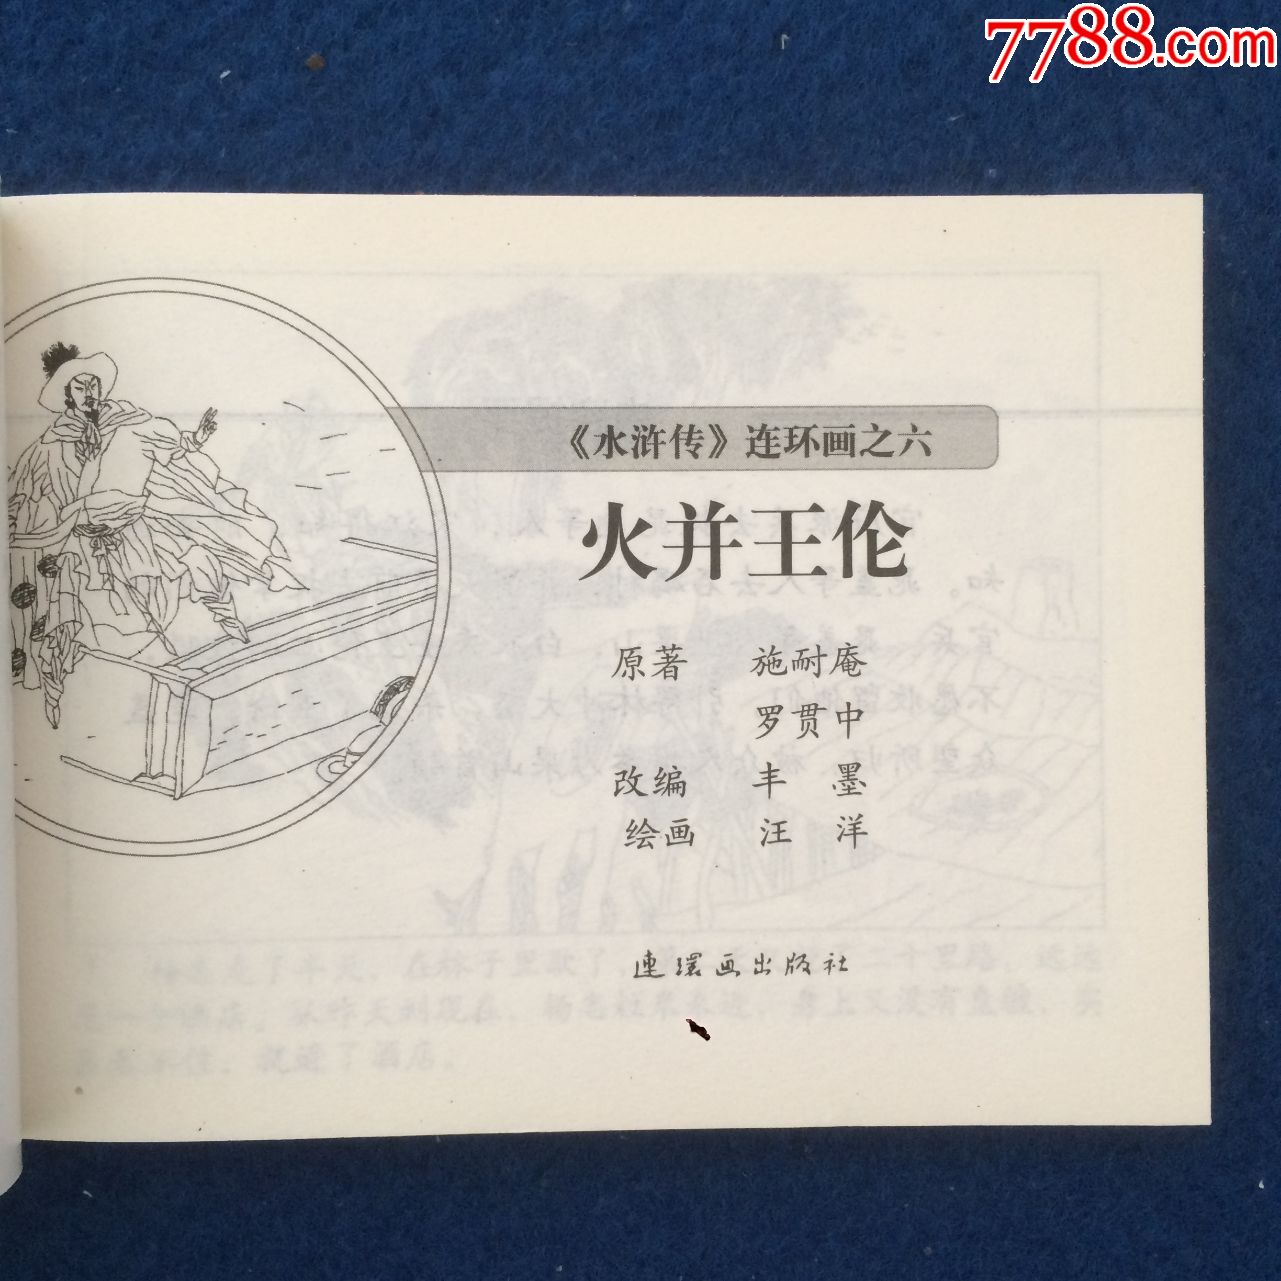 7788.com
《水浒传》连环画之六
火并王伦
原著 施耐庵
罗贯中
改编 丰 墨
绘画 汪 洋
連環画出版社